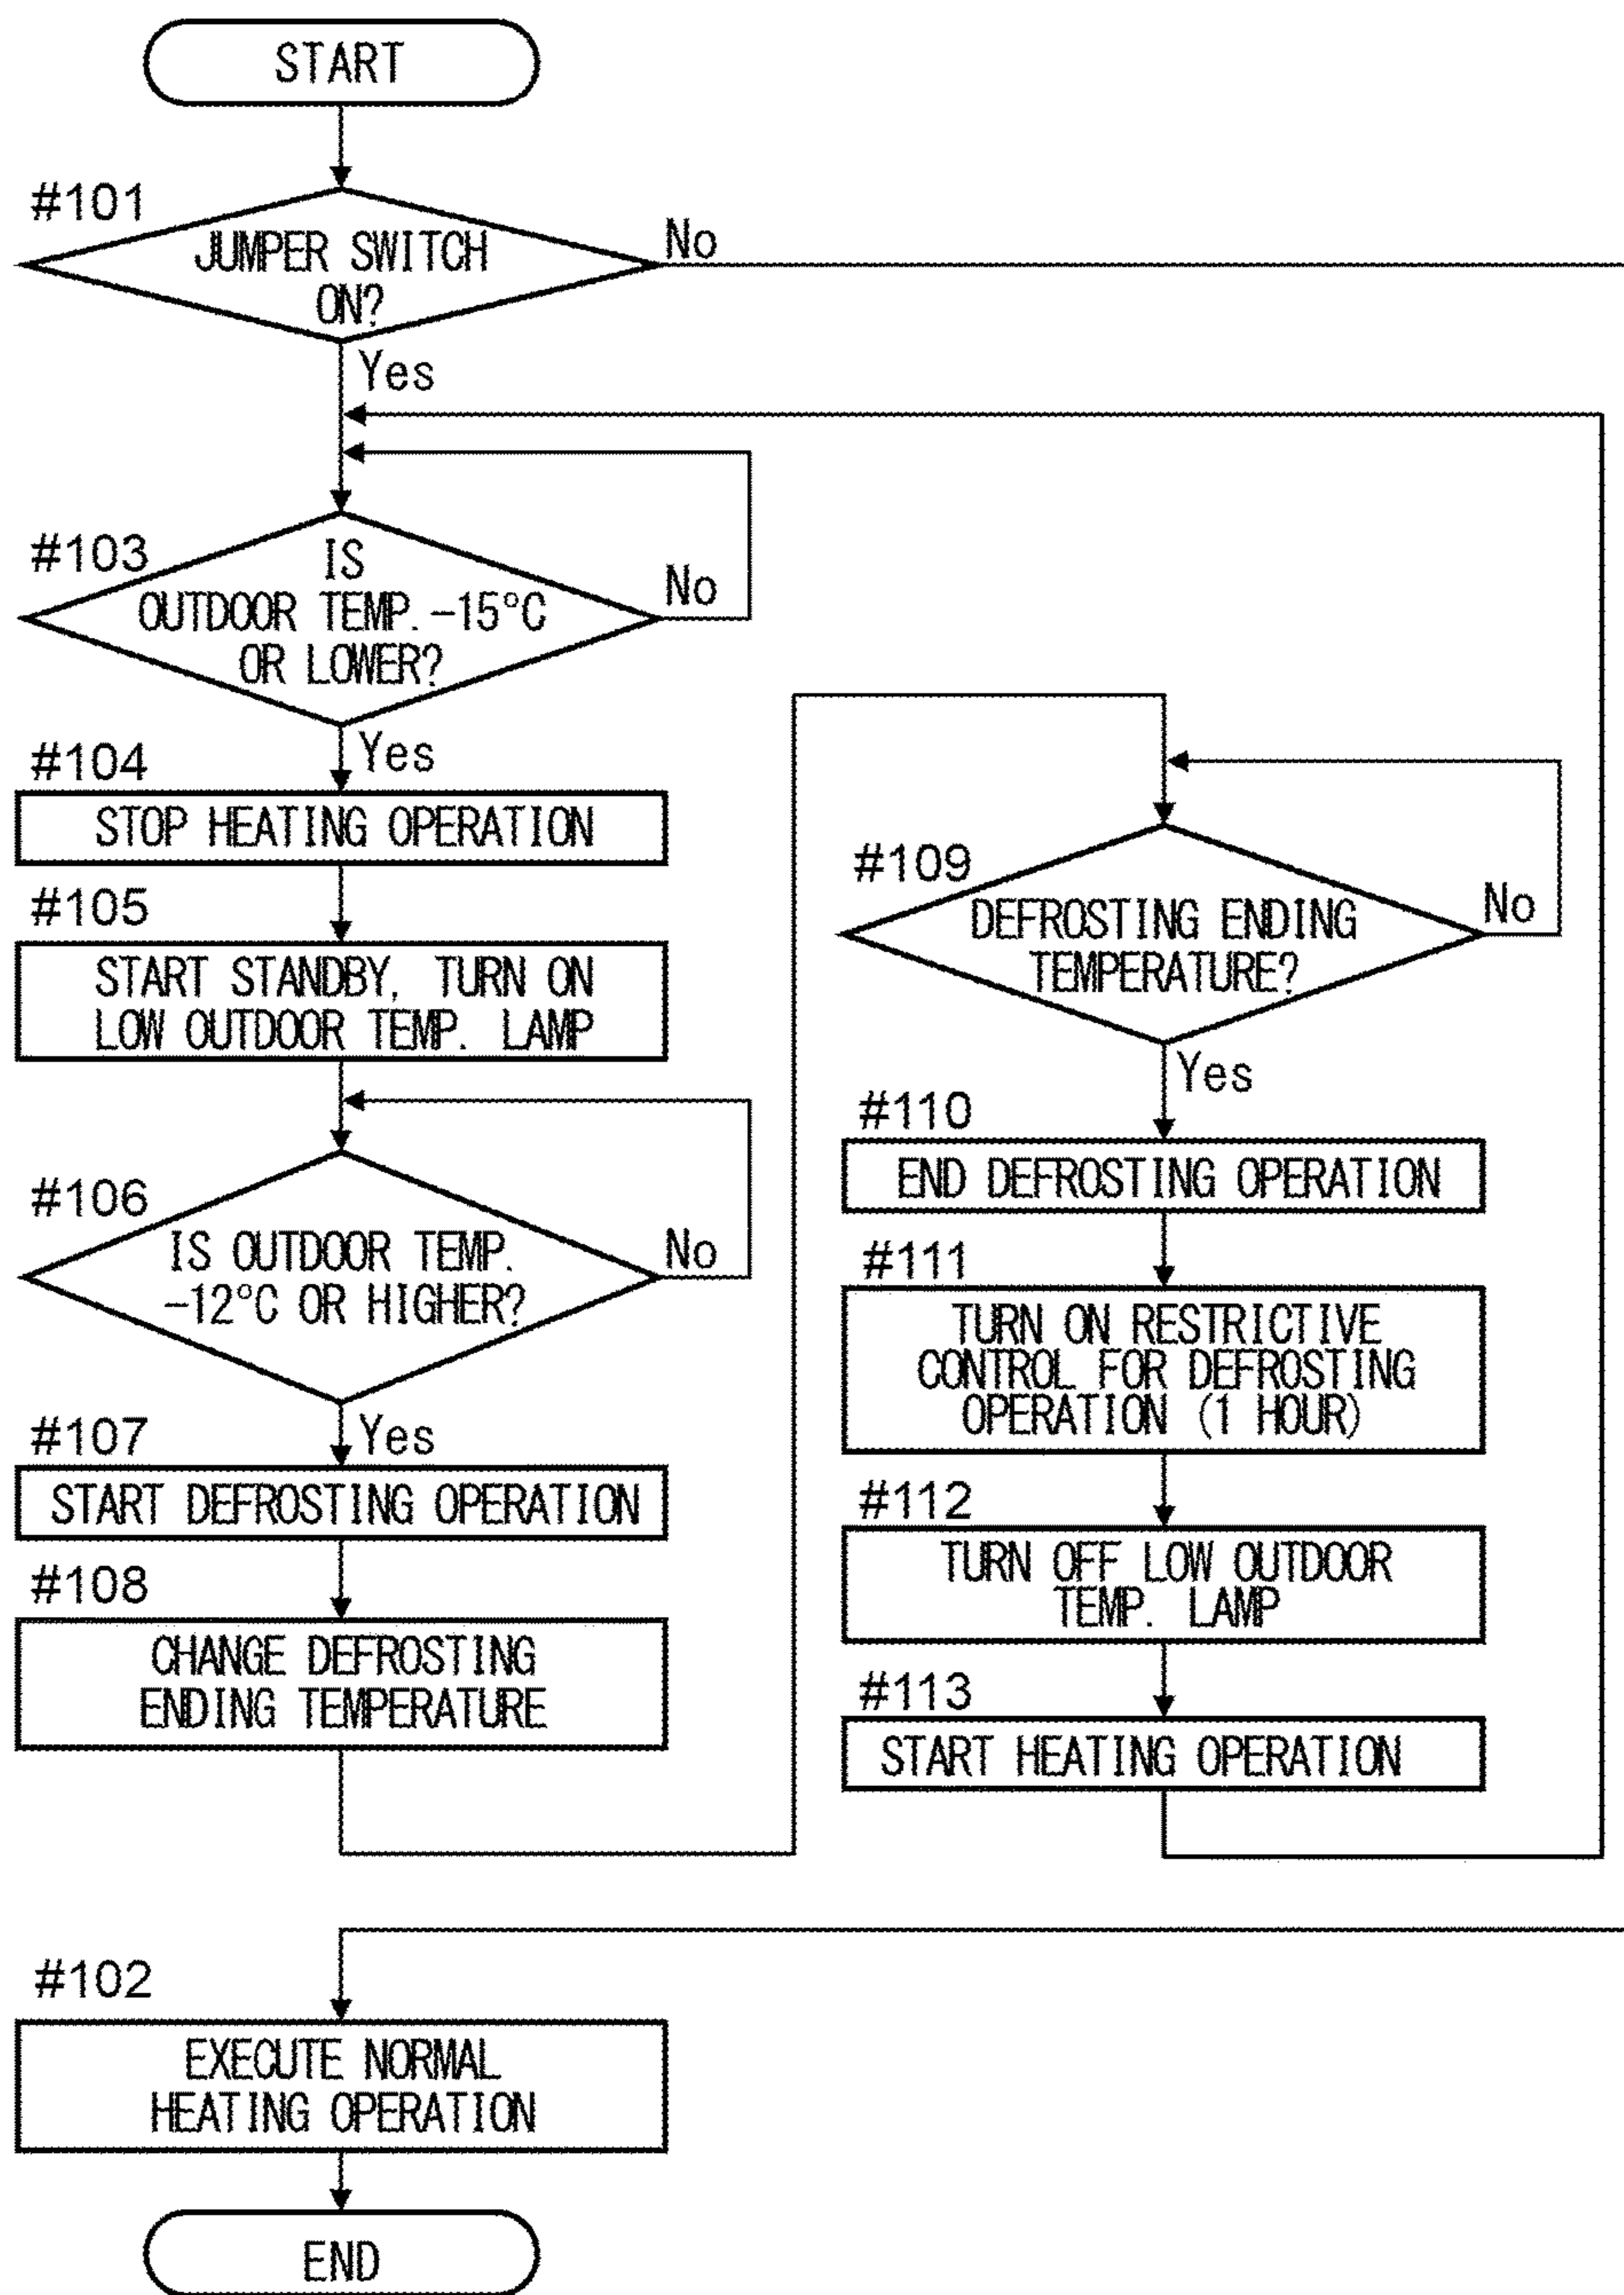 START
#101
JUMPER SWITCH
ON?
No
Yes
#103
IS
OUTDOOR TEMP. -15°C
OR LOWER?
No
Yes
#104
STOP HEATING OPERATION
#105
START STANDBY, TURN ON
LOW OUTDOOR TEMP. LAMP
#106
IS OUTDOOR TEMP.
-12°C OR HIGHER?
No
Yes
#107
START DEFROSTING OPERATION
#108
CHANGE DEFROSTING
ENDING TEMPERATURE
#109
DEFROSTING ENDING
TEMPERATURE?
No
Yes
#110
END DEFROSTING OPERATION
#111
TURN ON RESTRICTIVE
CONTROL FOR DEFROSTING
OPERATION (1 HOUR)
#112
TURN OFF LOW OUTDOOR
TEMP. LAMP
#113
START HEATING OPERATION
#102
EXECUTE NORMAL
HEATING OPERATION
END